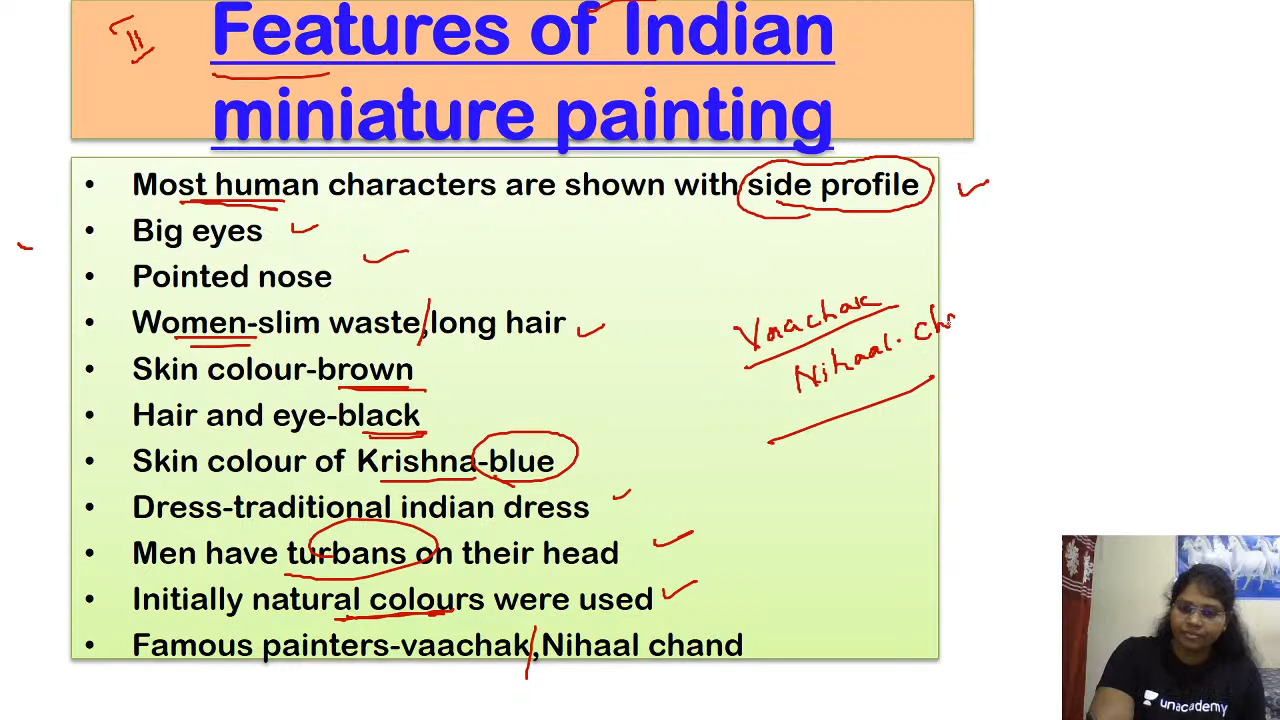 II
Features of Indian
miniature painting
• Most human characters are shown with side profile
• Big eyes
• Pointed nose
• Women-slim waste,long hair
• Skin colour-brown
• Hair and eye-black
• Skin colour of Krishna-blue
• Dress-traditional indian dress
• Men have turbans on their head
• Initially natural colours were used
• Famous painters-vaachak,Nihaal chand
Vaachak
Nihaal. ch
unacademy